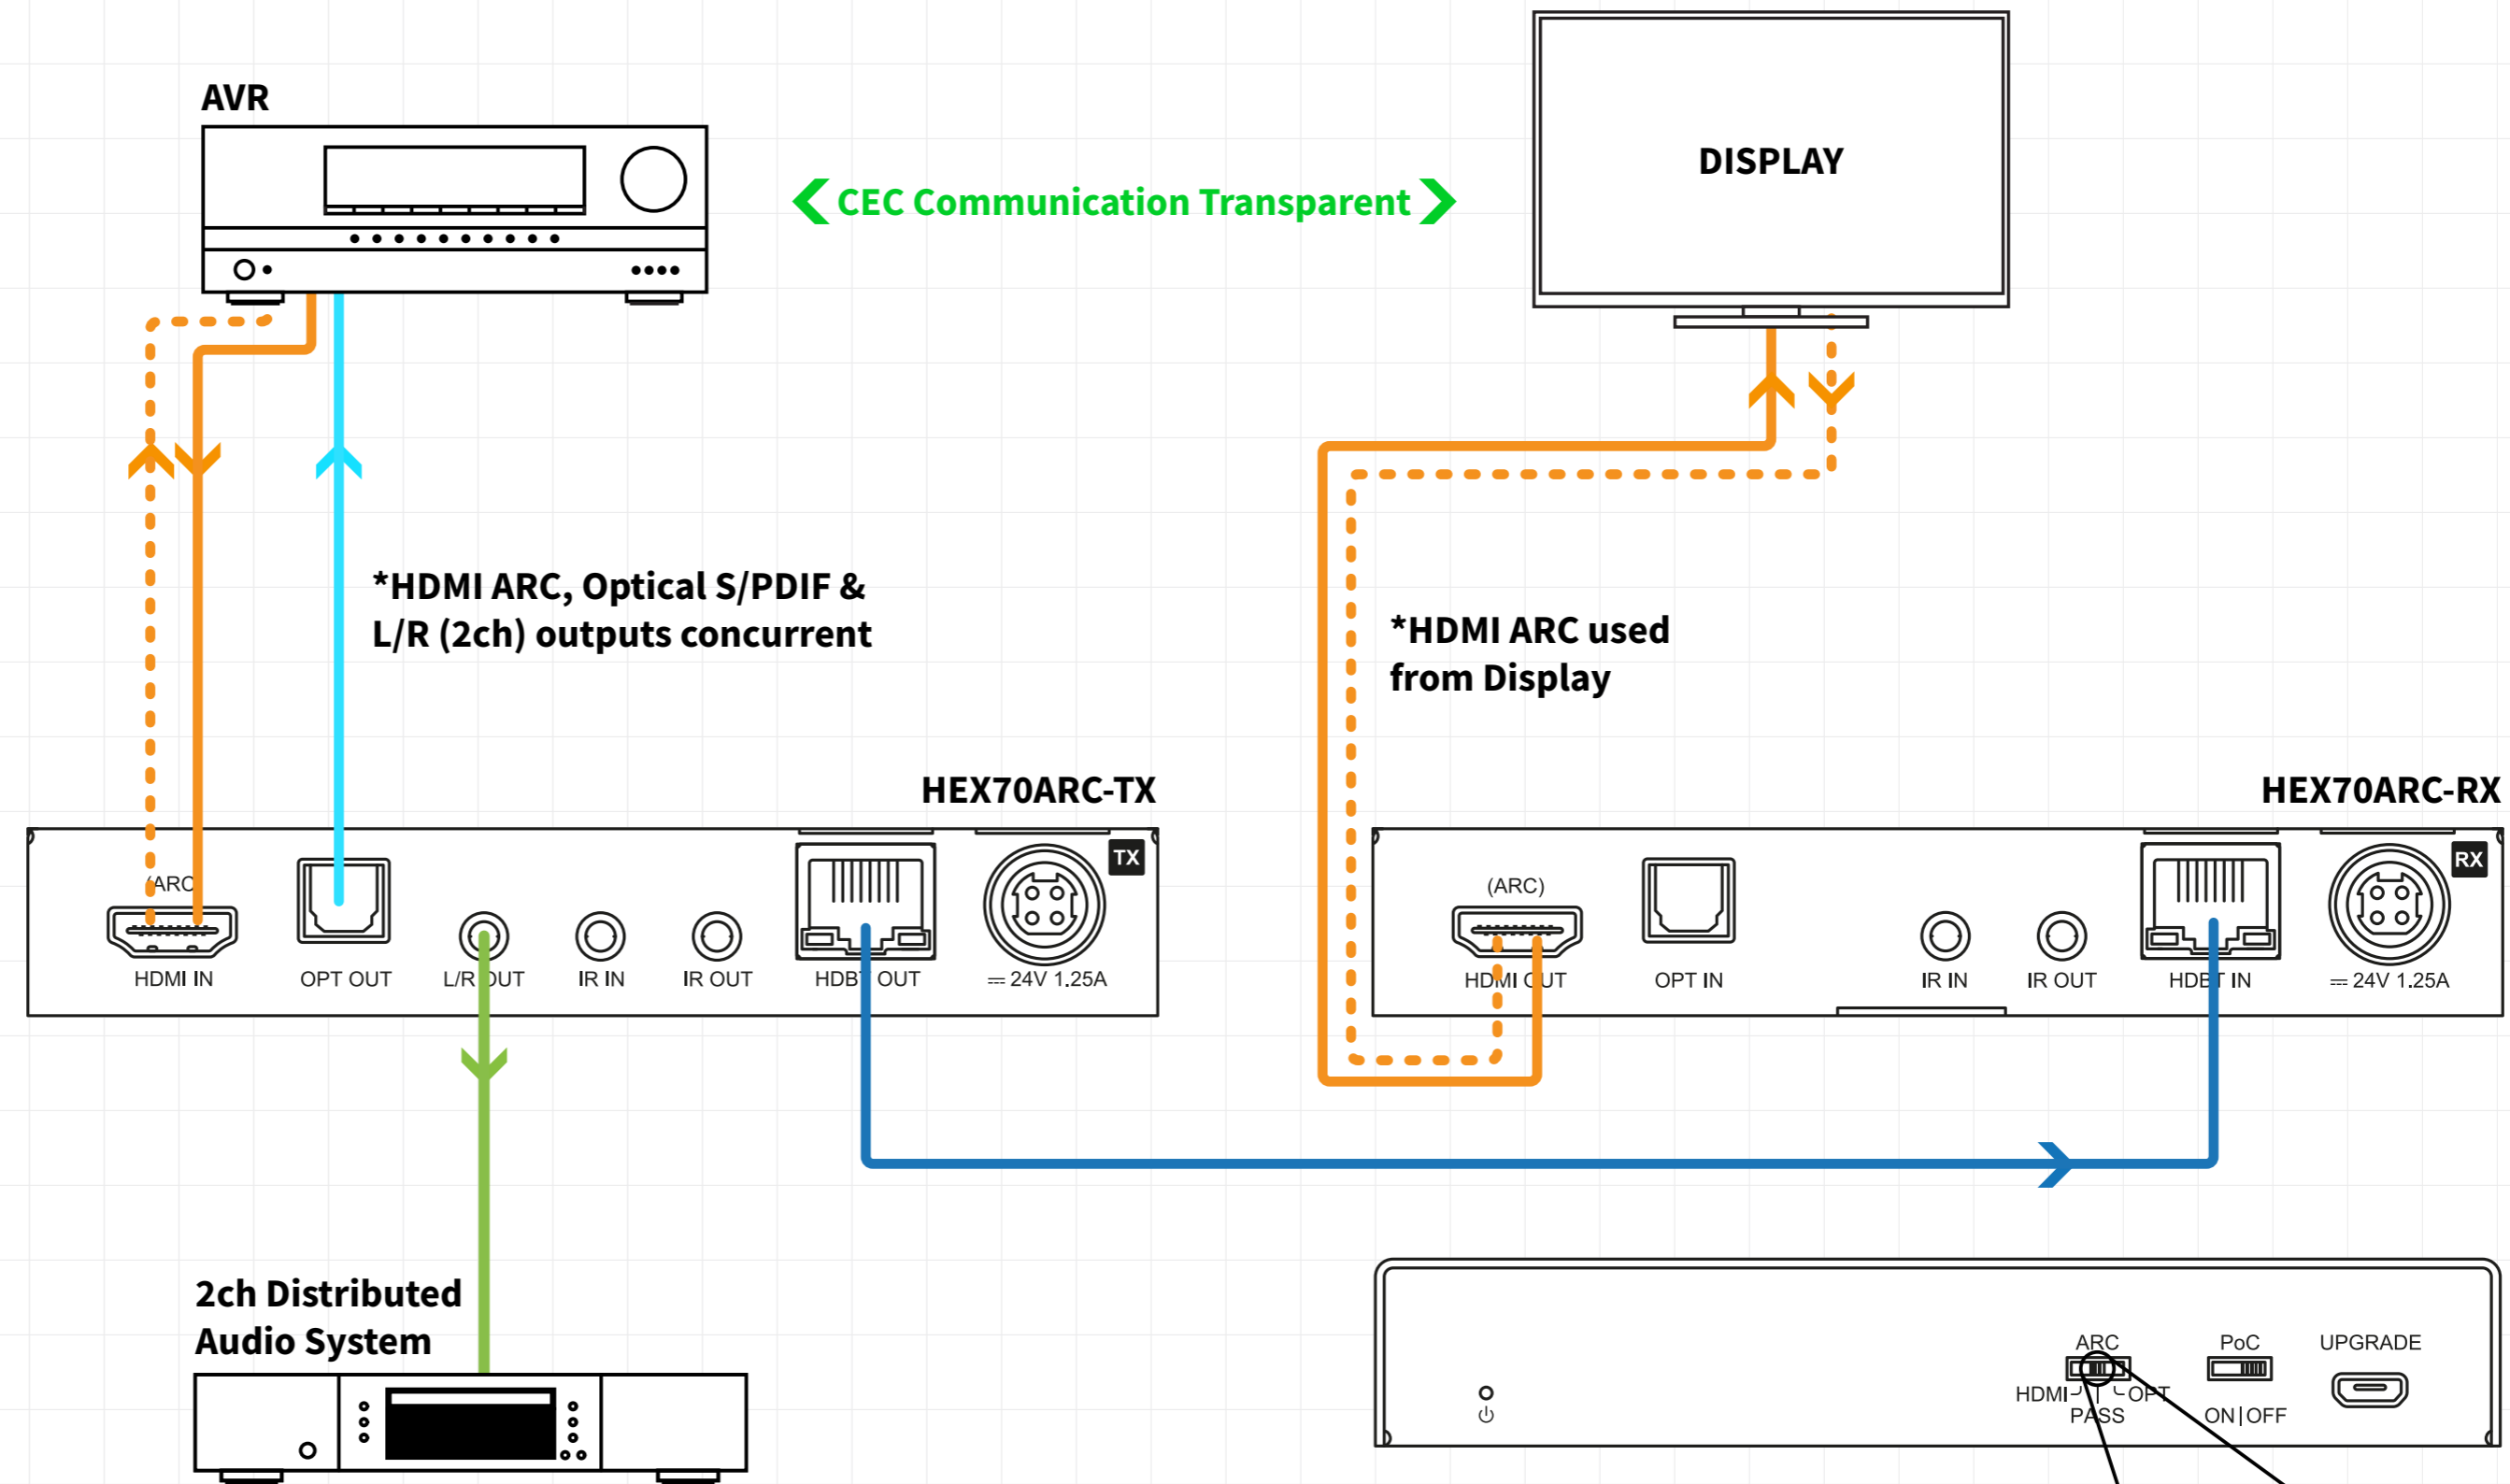 AVR
DISPLAY
CEC Communication Transparent
*HDMI ARC, Optical S/PDIF &
L/R (2ch) outputs concurrent
*HDMI ARC used
from Display
HEX70ARC-TX
HEX70ARC-RX
TX
(ARC
HDMI IN
OPT OUT
L/R OUT
IR IN
IR OUT
HDBT OUT
24V 1.25A
RX
(ARC)
HDMI OUT
OPT IN
IR IN
IR OUT
HDBT IN
24V 1.25A
2ch Distributed
Audio System
ARC
PoC
UPGRADE
HDMI
OPT
PASS
ON|OFF